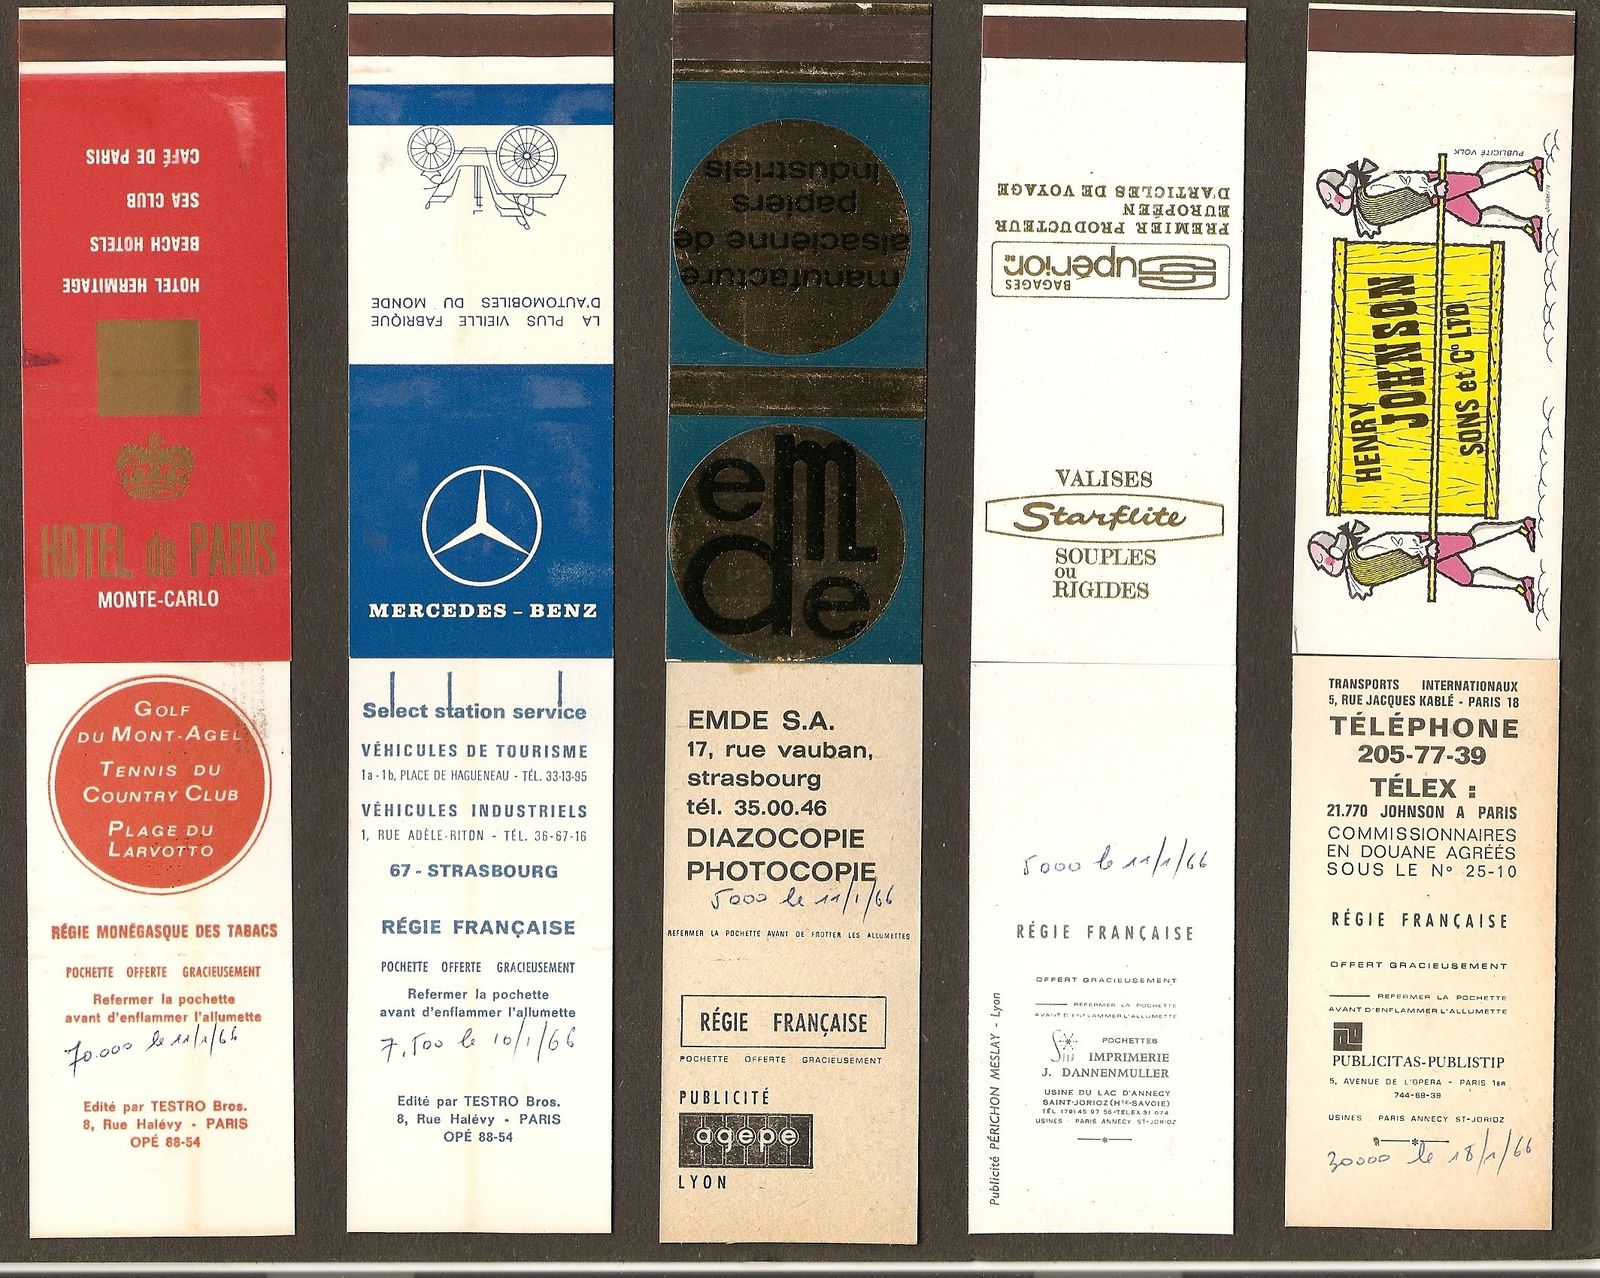 CAFÉ DE PARIS
SEA CLUB
BEACH HOTELS
HOTEL HERMITAGE
HOTEL de PARIS
MONTE-CARLO
GOLF
DU MONT-AGEL
TENNIS DU
COUNTRY CLUB
PLAGE DU
LARVOTTO
RÉGIE MONÉGASQUE DES TABACS
POCHETTE OFFERTE GRACIEUSEMENT
Refermer la pochette
avant d'enflammer l'allumette
70.000 le 11/1/66
Edité par TESTRO Bros.
8, Rue Halévy - PARIS
OPÉ 88-54
LA PLUS VIEILLE FABRIQUE
D'AUTOMOBILES DU MONDE
MERCEDES - BENZ
Select station service
VÉHICULES DE TOURISME
1a-1b, PLACE DE HAGUENEAU - TÉL. 33-13-95
VÉHICULES INDUSTRIELS
1, RUE ADÈLE-RITON - TÉL. 36-67-16
67 - STRASBOURG
RÉGIE FRANÇAISE
POCHETTE OFFERTE GRACIEUSEMENT
Refermer la pochette
avant d'enflammer l'allumette
7.500 le 10/1/66
Edité par TESTRO Bros.
8, Rue Halévy - PARIS
OPÉ 88-54
manufacture
alsacienne de
papiers
industriels
em
de
EMDE S.A.
17, rue vauban,
strasbourg
tél. 35.00.46
DIAZOCOPIE
PHOTOCOPIE
5000 le 11/1/66
REFERMER LA POCHETTE AVANT DE FROTTER LES ALLUMETTES
RÉGIE FRANÇAISE
POCHETTE OFFERTE GRACIEUSEMENT
PUBLICITÉ
agepe
LYON
BAGAGES
Superior
PREMIER PRODUCTEUR
EUROPÉEN
D'ARTICLES DE VOYAGE
VALISES
Starflite
SOUPLES
ou
RIGIDES
5000 le 11/1/66
RÉGIE FRANÇAISE
OFFERT GRACIEUSEMENT
REFERMER LA POCHETTE
AVANT D'ENFLAMMER L'ALLUMETTE
POCHETTES
IMPRIMERIE
J. DANNENMULLER
USINE DU LAC D'ANNECY
SAINT-JORIOZ (HTE-SAVOIE)
TÉL (79) 45 97 56-TÉLEX 31 074
USINES : PARIS ANNECY ST-JORIOZ
Publicité PÉRICHON MESLAY - Lyon
PUBLICITÉ VOLK
HENRY
JOHNSON
SONS et Co LTD
TRANSPORTS INTERNATIONAUX
5, RUE JACQUES KABLÉ - PARIS 18
TÉLÉPHONE
205-77-39
TÉLEX :
21.770 JOHNSON A PARIS
COMMISSIONNAIRES
EN DOUANE AGRÉÉS
SOUS LE No 25-10
RÉGIE FRANÇAISE
OFFERT GRACIEUSEMENT
REFERMER LA POCHETTE
AVANT D'ENFLAMMER L'ALLUMETTE
PUBLICITAS-PUBLISTIP
5, AVENUE DE L'OPERA - PARIS 1ER
744-69-39
USINES : PARIS ANNECY ST-JORIOZ
30000 le 18/1/66